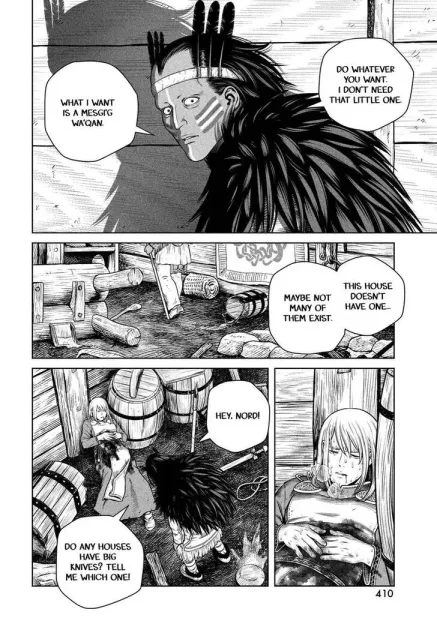 DO WHATEVER
YOU WANT.
I DON'T NEED
THAT LITTLE ONE.
WHAT I WANT
IS A MESGI'G
WA'QAN.
THIS HOUSE
DOESN'T
HAVE ONE...
MAYBE NOT
MANY OF
THEM EXIST.
HEY, NORD!
DO ANY HOUSES
HAVE BIG
KNIVES? TELL
ME WHICH ONE!
410